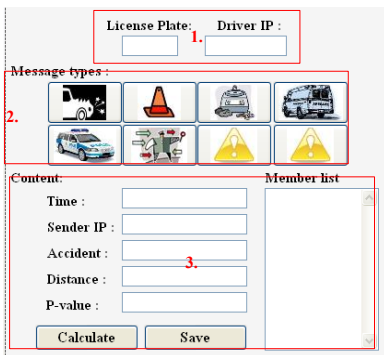 License Plate: Driver IP :
1.
Message types :
2.
Content: Member list
Time :
Sender IP :
Accident :
3.
Distance :
P-value :
Calculate Save